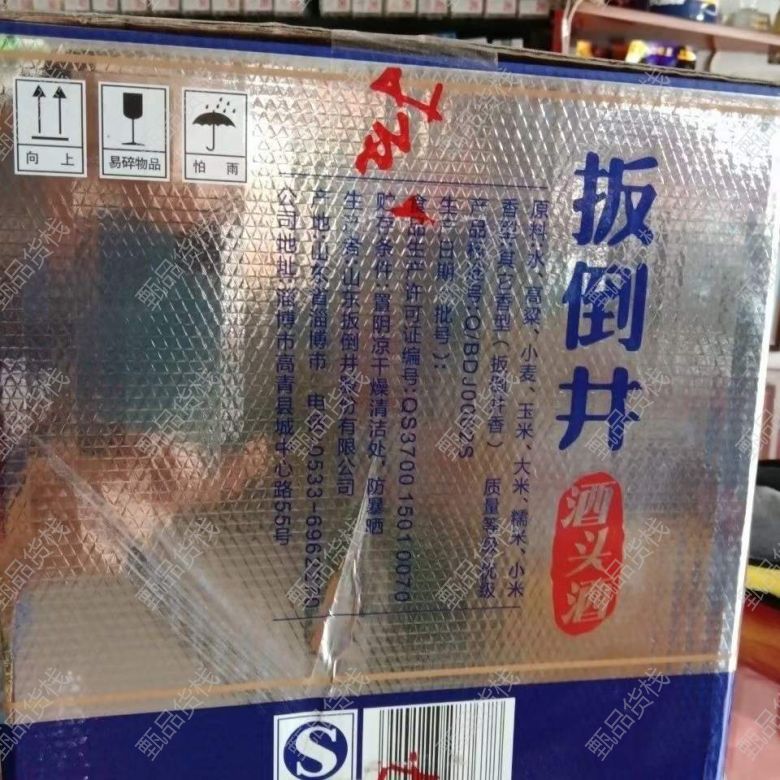 向上
易碎物品
怕雨
扳倒井
酒头酒
原料:水、高粱、小麦、玉米、大米、糯米、小米
香型:其它香型(扳倒井香) 质量等级:优级
产品标准号:Q/BDJ0002S
生产日期(批号):
食品生产许可证编号:QS3700 1501 0070
贮存条件:置阴凉干燥清洁处,防暴晒
生产商:山东扳倒井股份有限公司
产地:山东省淄博市 电话:0533-696
公司地址:淄博市高青县城中心路55号
S
甄品货栈